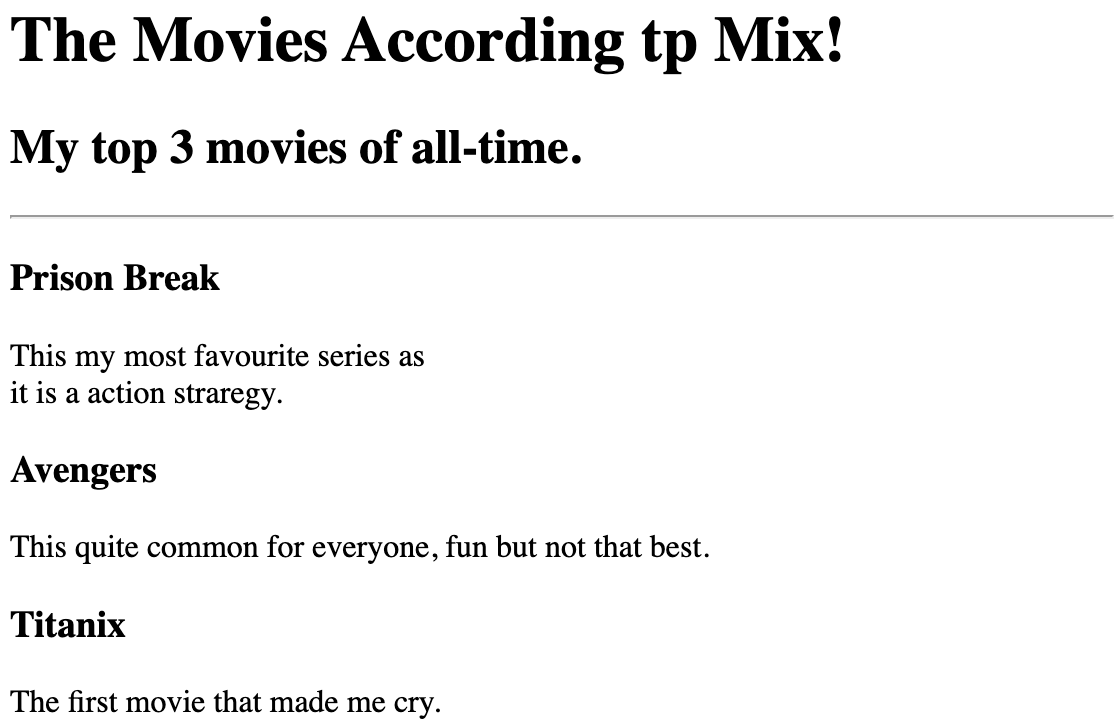 The Movies According tp Mix!
My top 3 movies of all-time.
Prison Break
This my most favourite series as
it is a action straregy.
Avengers
This quite common for everyone, fun but not that best.
Titanix
The first movie that made me cry.